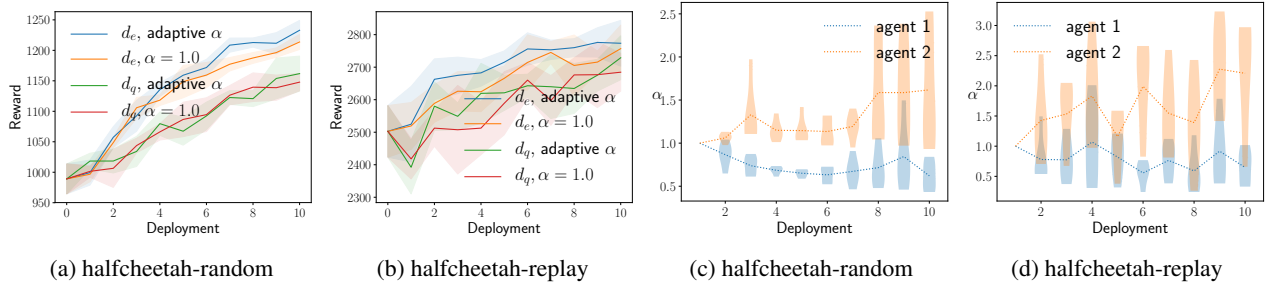 1250
1200
1150
1100
1050
1000
950
Reward
d_e, adaptive α
d_e, α = 1.0
d_q, adaptive α
d_q, α = 1.0
0 2 4 6 8 10
Deployment
(a) halfcheetah-random
2800
2700
2600
2500
2400
2300
Reward
d_e, adaptive α
d_e, α = 1.0
d_q, adaptive α
d_q, α = 1.0
0 2 4 6 8 10
Deployment
(b) halfcheetah-replay
2.5
2.0
1.5
1.0
0.5
α
agent 1
agent 2
2 4 6 8 10
Deployment
(c) halfcheetah-random
3.0
2.5
2.0
1.5
1.0
0.5
α
agent 1
agent 2
2 4 6 8 10
Deployment
(d) halfcheetah-replay